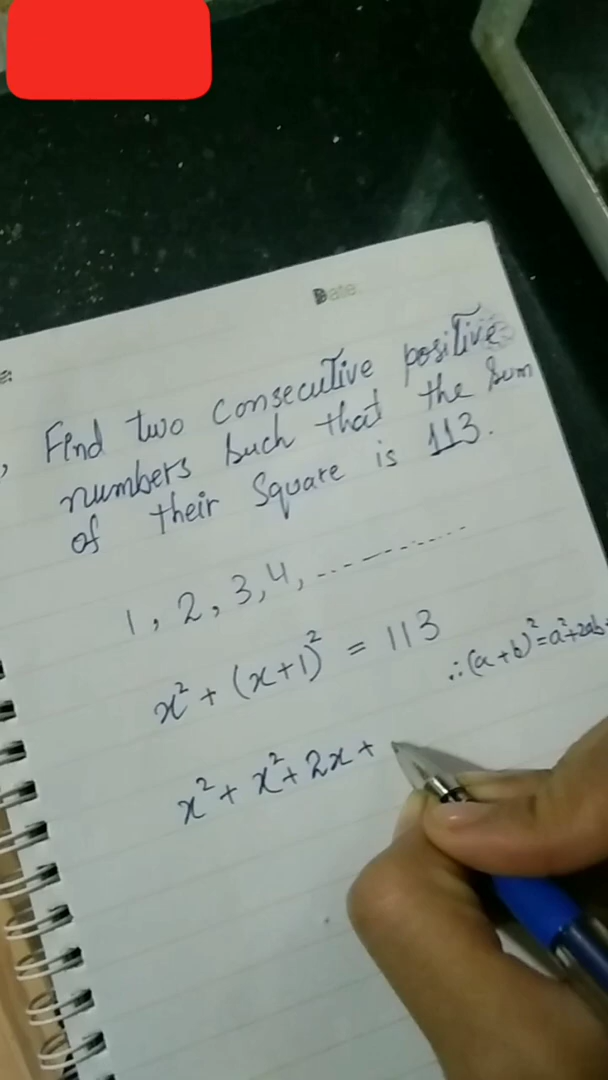 Date:
Find two consecutive positive
numbers such that the sum
of their square is 113.
1, 2, 3, 4, ...........
x² + (x+1)² = 113
∴(a+b)²=a²+2ab+
x² + x² + 2x +